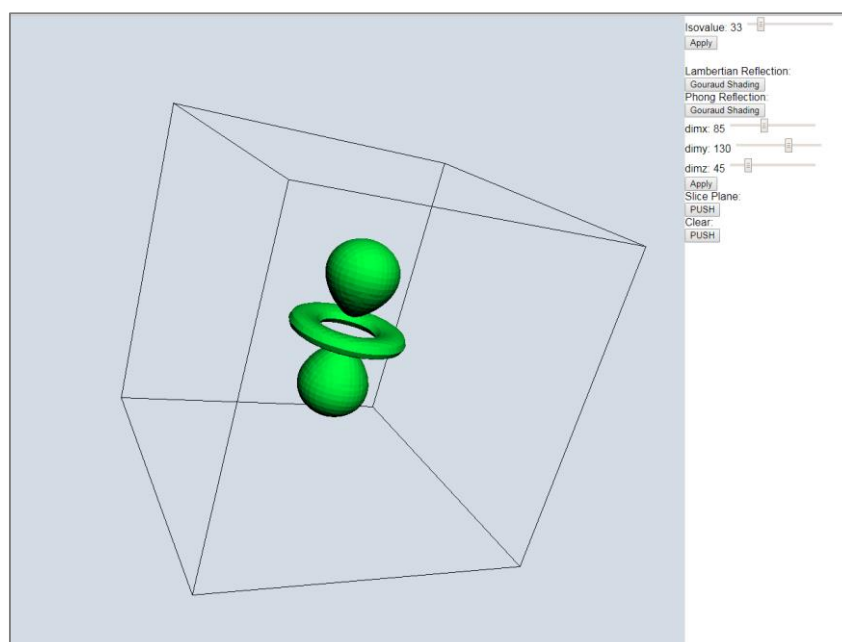 Isovalue: 33
Apply
Lambertian Reflection:
Gouraud Shading
Phong Reflection:
Gouraud Shading
dimx: 85
dimy: 130
dimz: 45
Apply
Slice Plane:
PUSH
Clear:
PUSH